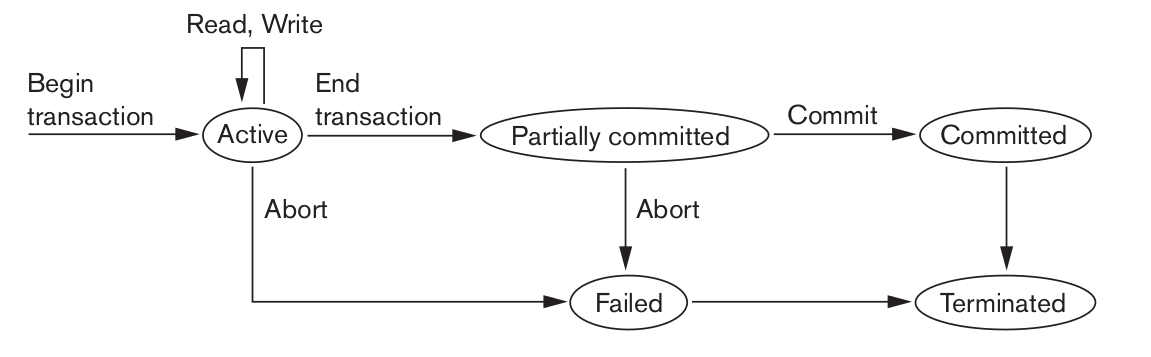 Read, Write
Begin
transaction
Active
End
transaction
Partially committed
Commit
Committed
Abort
Abort
Failed
Terminated